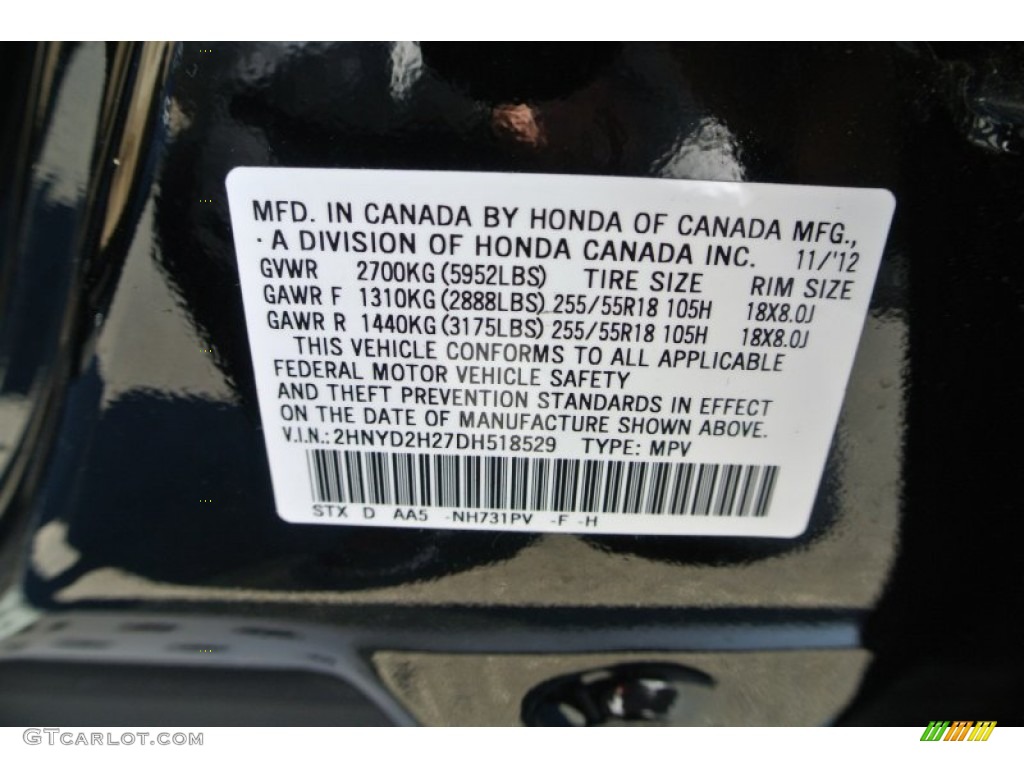 MFD. IN CANADA BY HONDA OF CANADA MFG.,
· A DIVISION OF HONDA CANADA INC. 11/'12
GVWR 2700KG (5952LBS) TIRE SIZE RIM SIZE
GAWR F 1310KG (2888LBS) 255/55R18 105H 18X8.0J
GAWR R 1440KG (3175LBS) 255/55R18 105H 18X8.0J
THIS VEHICLE CONFORMS TO ALL APPLICABLE
FEDERAL MOTOR VEHICLE SAFETY
AND THEFT PREVENTION STANDARDS IN EFFECT
ON THE DATE OF MANUFACTURE SHOWN ABOVE.
V.I.N.: 2HNYD2H27DH518529 TYPE: MPV
STX D AA5 -NH731PV -F -H
GTCarlot.com